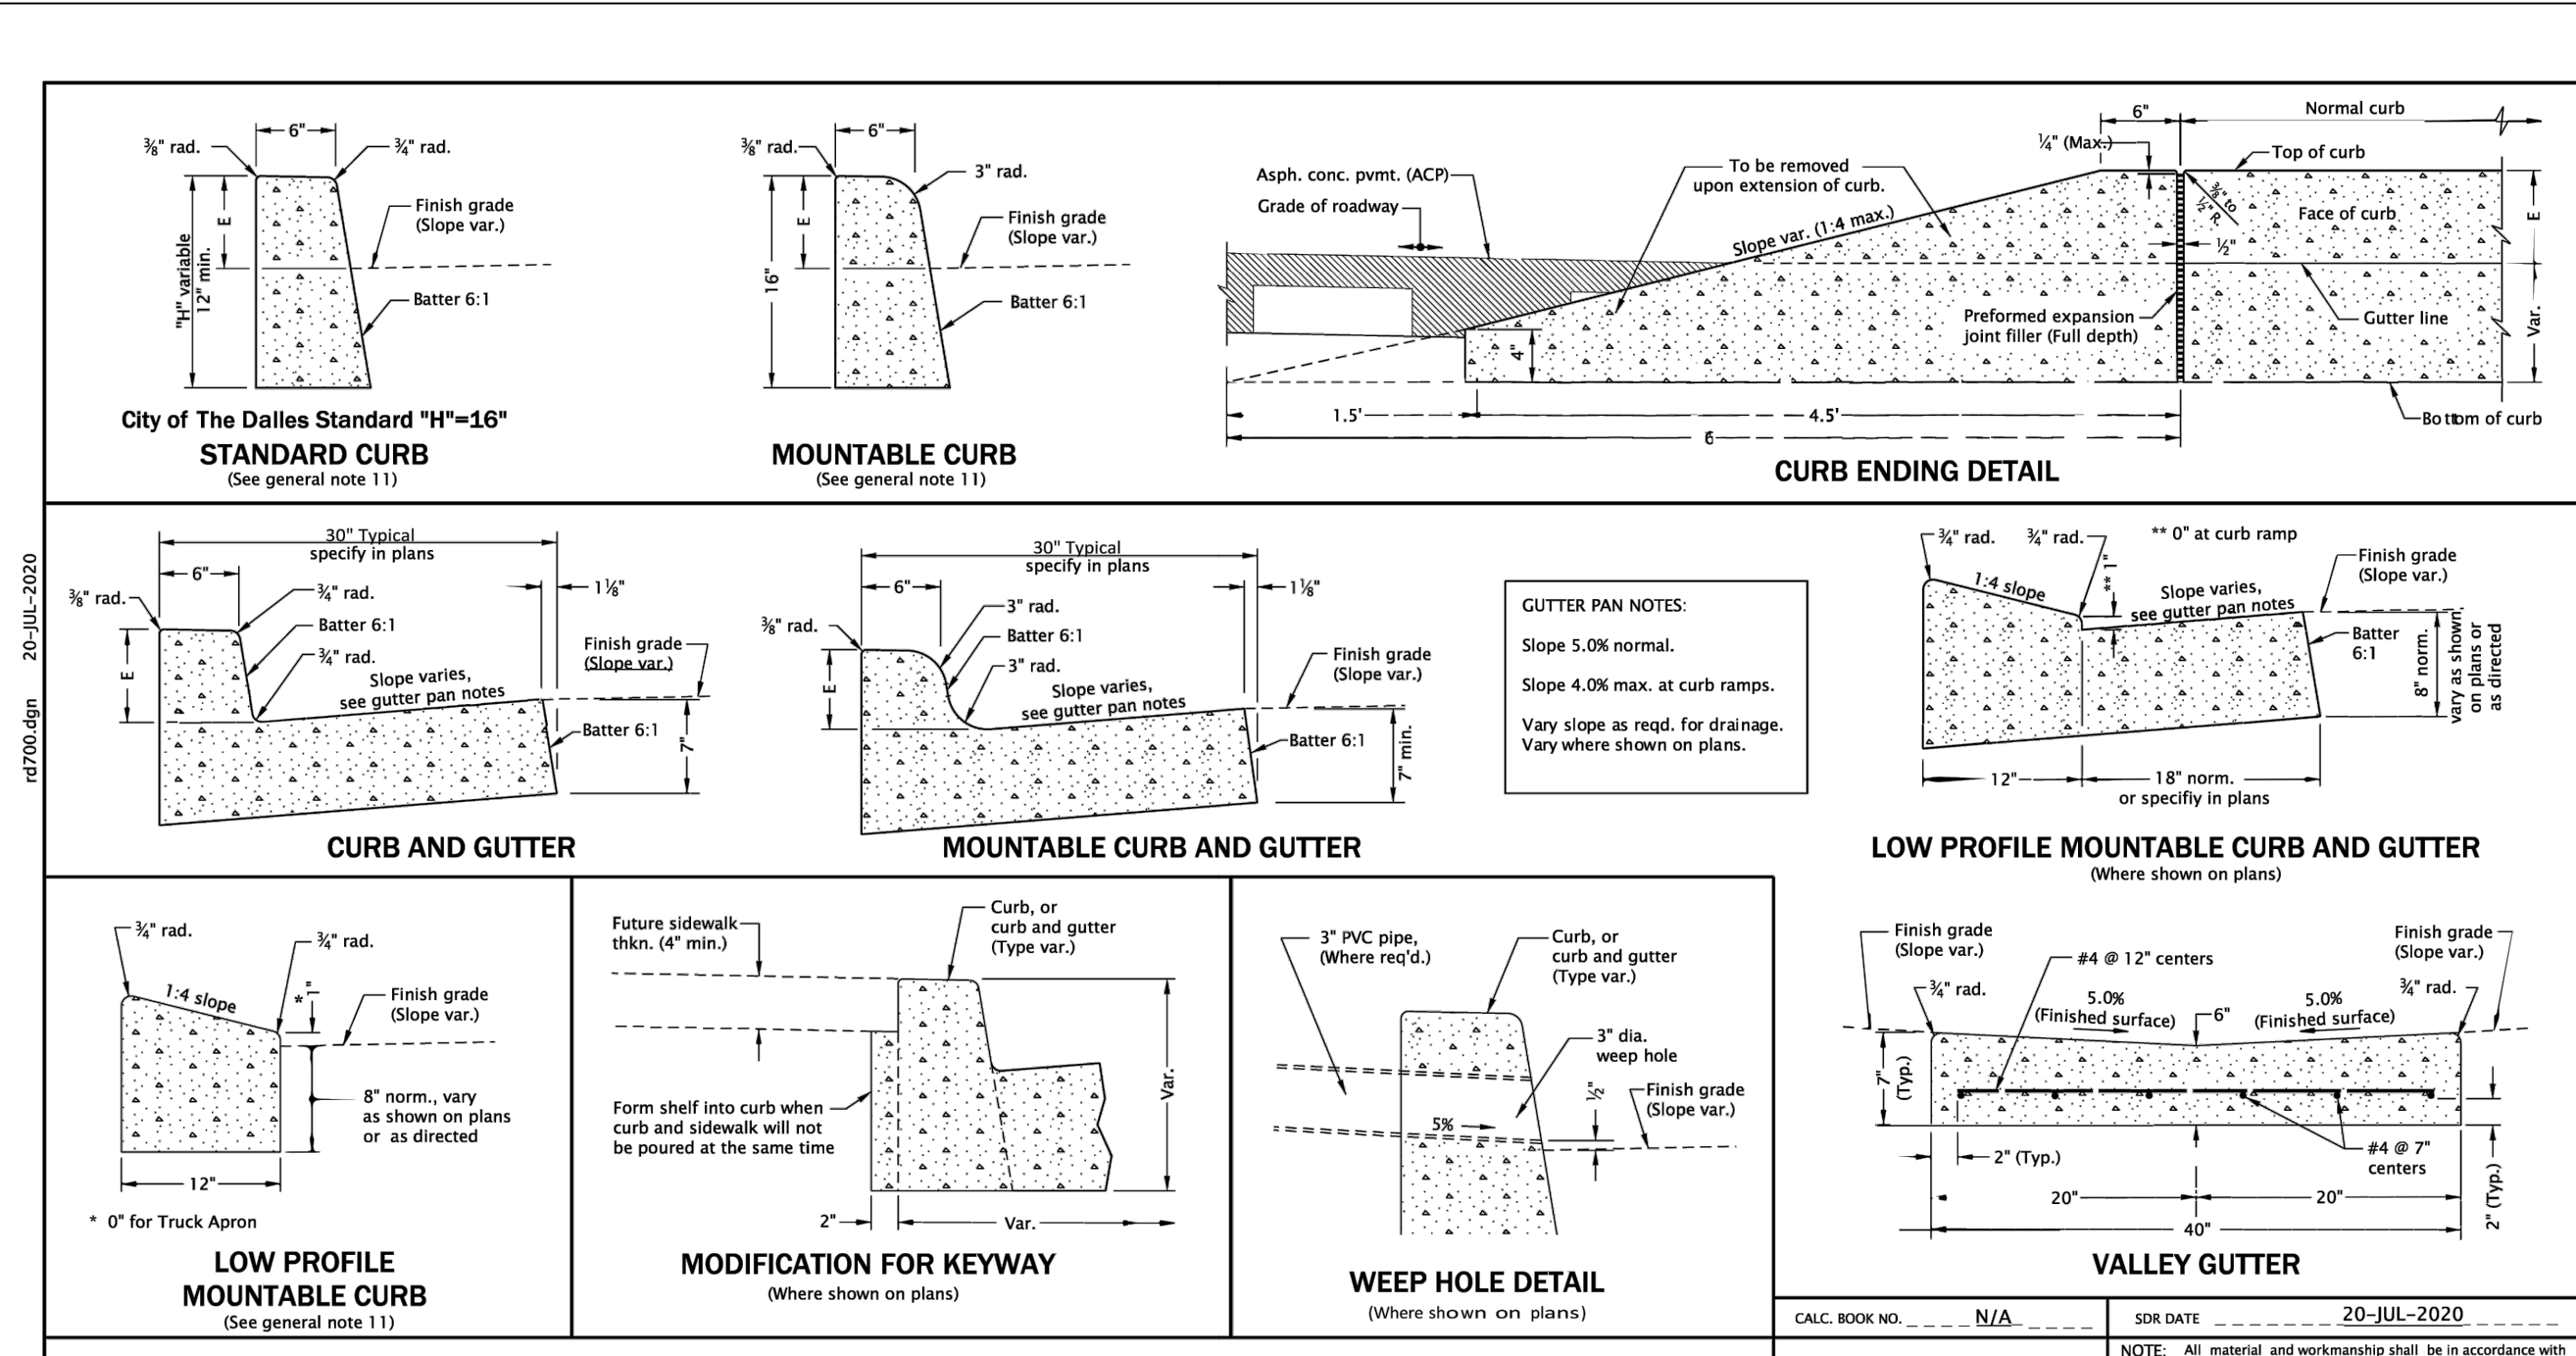 6"
⅜" rad.
¾" rad.
E
Finish grade
(Slope var.)
"H" variable
12" min.
Batter 6:1
City of The Dalles Standard "H"=16"
STANDARD CURB
(See general note 11)
6"
⅜" rad.
3" rad.
E
Finish grade
(Slope var.)
16"
Batter 6:1
MOUNTABLE CURB
(See general note 11)
6"
Normal curb
¼" (Max.)
Top of curb
To be removed
upon extension of curb.
Asph. conc. pvmt. (ACP)
Grade of roadway
⅜" to
½" R.
Slope var. (1:4 max.)
Face of curb
E
½"
Preformed expansion
joint filler (Full depth)
Gutter line
Var.
4"
1.5'
4.5'
Bottom of curb
6
CURB ENDING DETAIL
rd700.dgn 20-JUL-2020
30" Typical
specify in plans
6"
1⅛"
⅜" rad.
¾" rad.
Batter 6:1
¾" rad.
E
Finish grade
(Slope var.)
Slope varies,
see gutter pan notes
Batter 6:1
7"
CURB AND GUTTER
30" Typical
specify in plans
6"
1⅛"
3" rad.
⅜" rad.
Batter 6:1
3" rad.
E
Finish grade
(Slope var.)
Slope varies,
see gutter pan notes
Batter 6:1
7" min.
MOUNTABLE CURB AND GUTTER
GUTTER PAN NOTES:
Slope 5.0% normal.
Slope 4.0% max. at curb ramps.
Vary slope as reqd. for drainage.
Vary where shown on plans.
¾" rad.
¾" rad.
** 0" at curb ramp
** 1"
Finish grade
(Slope var.)
1:4 slope
Slope varies,
see gutter pan notes
Batter
6:1
8" norm.
vary as shown
on plans or
as directed
12"
18" norm.
or specifiy in plans
LOW PROFILE MOUNTABLE CURB AND GUTTER
(Where shown on plans)
¾" rad.
¾" rad.
1:4 slope
* 1"
Finish grade
(Slope var.)
8" norm., vary
as shown on plans
or as directed
12"
* 0" for Truck Apron
LOW PROFILE
MOUNTABLE CURB
(See general note 11)
Future sidewalk
thkn. (4" min.)
Curb, or
curb and gutter
(Type var.)
Var.
Form shelf into curb when
curb and sidewalk will not
be poured at the same time
2"
Var.
MODIFICATION FOR KEYWAY
(Where shown on plans)
3" PVC pipe,
(Where req'd.)
Curb, or
curb and gutter
(Type var.)
3" dia.
weep hole
½"
Finish grade
(Slope var.)
5%
WEEP HOLE DETAIL
(Where shown on plans)
Finish grade
(Slope var.)
#4 @ 12" centers
Finish grade
(Slope var.)
¾" rad.
5.0%
(Finished surface)
6"
5.0%
(Finished surface)
¾" rad.
7"
(Typ.)
2" (Typ.)
#4 @ 7"
centers
20"
20"
2" (Typ.)
40"
VALLEY GUTTER
CALC. BOOK NO. N/A
SDR DATE 20-JUL-2020
NOTE: All material and workmanship shall be in accordance with